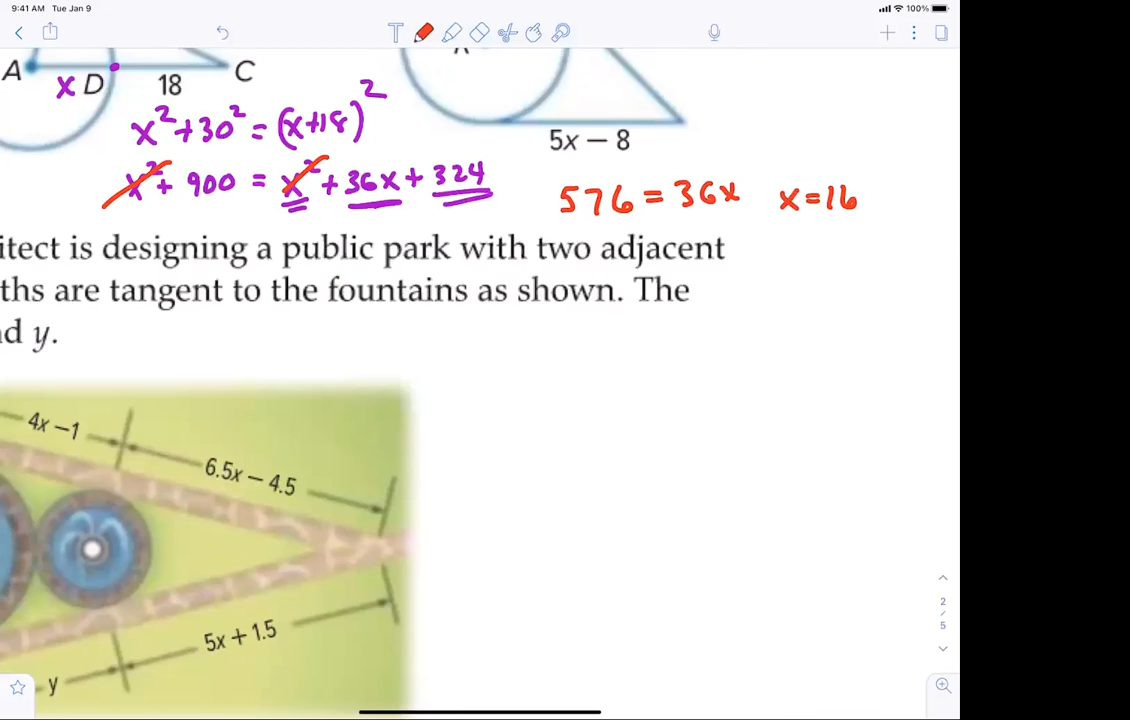 9:41 AM Tue Jan 9
100%
A
x D
18
C
x² + 30² = (x+18)²
5x – 8
x² + 900 = x² + 36x + 324
576 = 36x x = 16
itect is designing a public park with two adjacent
ths are tangent to the fountains as shown. The
nd y.
4x – 1
6.5x – 4.5
5x + 1.5
y
2
/
5